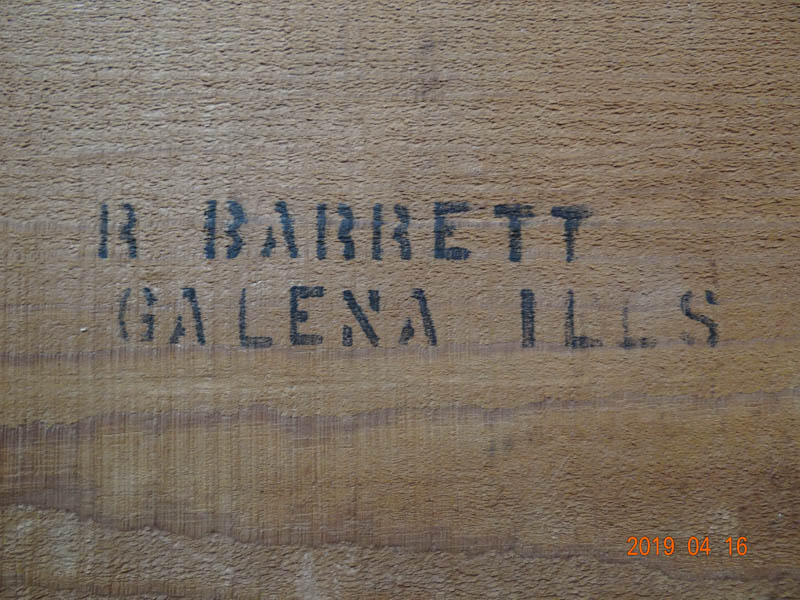 R BARRETT
GALENA ILLS
2019 04 16